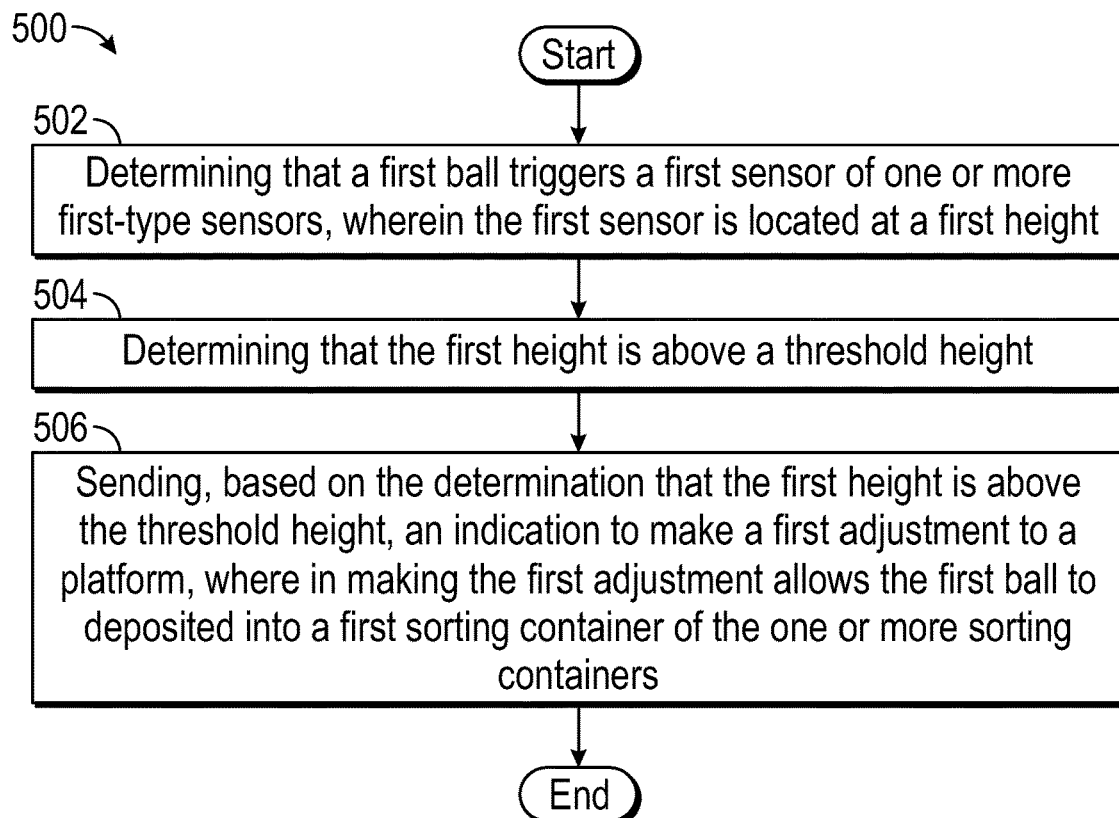 500
Start
502
Determining that a first ball triggers a first sensor of one or more
first-type sensors, wherein the first sensor is located at a first height
504
Determining that the first height is above a threshold height
506
Sending, based on the determination that the first height is above
the threshold height, an indication to make a first adjustment to a
platform, where in making the first adjustment allows the first ball to
deposited into a first sorting container of the one or more sorting
containers
End